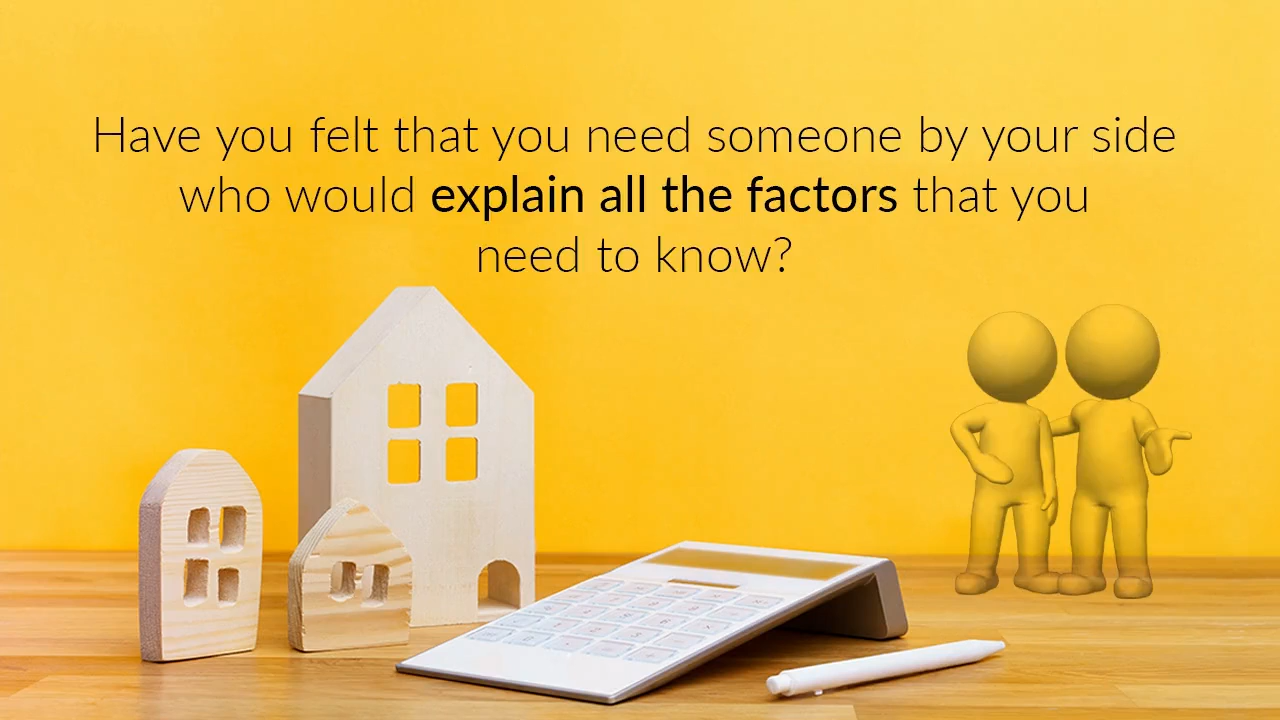 Have you felt that you need someone by your side
who would explain all the factors that you
need to know?